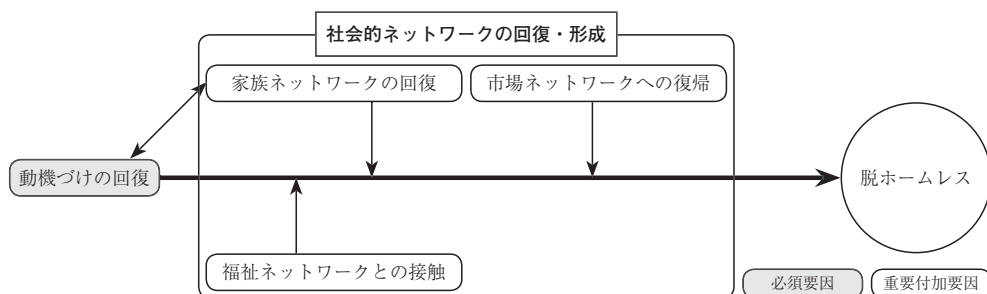 社会的ネットワークの回復・形成
家族ネットワークの回復
市場ネットワークへの復帰
動機づけの回復
脱ホームレス
福祉ネットワークとの接触
必須要因
重要付加要因